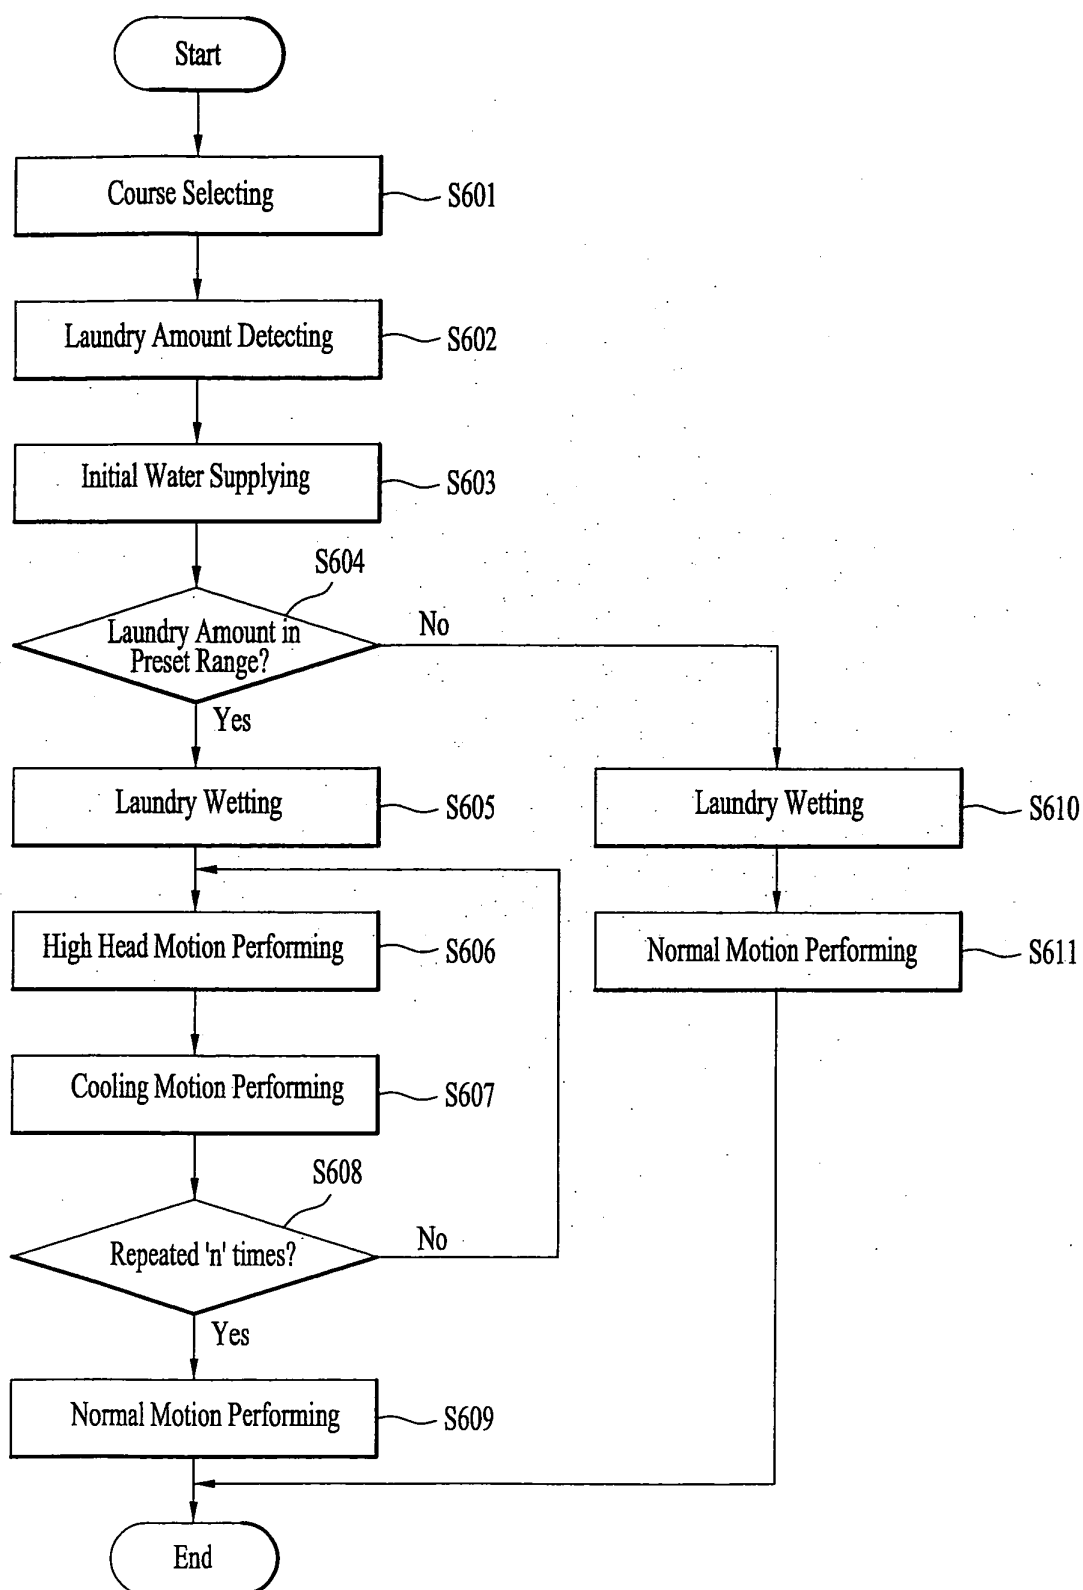 Start
Course Selecting
S601
Laundry Amount Detecting
S602
Initial Water Supplying
S603
S604
Laundry Amount in
Preset Range?
No
Yes
Laundry Wetting
S605
Laundry Wetting
S610
High Head Motion Performing
S606
Normal Motion Performing
S611
Cooling Motion Performing
S607
S608
Repeated 'n' times?
No
Yes
Normal Motion Performing
S609
End